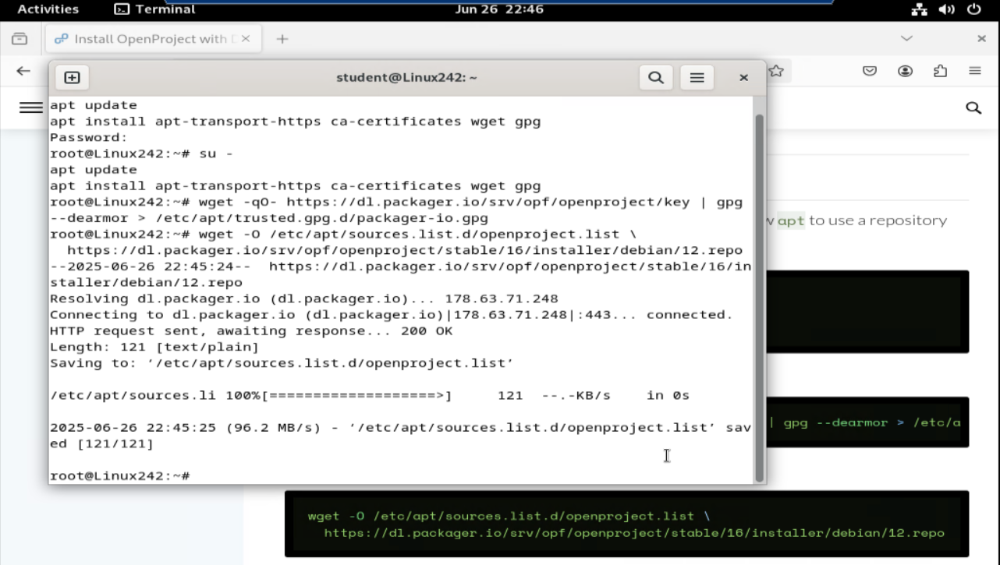 Activities
Terminal
Jun 26 22:46
Install OpenProject with
student@Linux242: ~
apt update
apt install apt-transport-https ca-certificates wget gpg
Password:
root@Linux242:~# su -
apt update
apt install apt-transport-https ca-certificates wget gpg
root@Linux242:~# wget -qO- https://dl.packager.io/srv/opf/openproject/key | gpg
--dearmor > /etc/apt/trusted.gpg.d/packager-io.gpg
root@Linux242:~# wget -O /etc/apt/sources.list.d/openproject.list \
  https://dl.packager.io/srv/opf/openproject/stable/16/installer/debian/12.repo
--2025-06-26 22:45:24--  https://dl.packager.io/srv/opf/openproject/stable/16/in
staller/debian/12.repo
Resolving dl.packager.io (dl.packager.io)... 178.63.71.248
Connecting to dl.packager.io (dl.packager.io)|178.63.71.248|:443... connected.
HTTP request sent, awaiting response... 200 OK
Length: 121 [text/plain]
Saving to: ‘/etc/apt/sources.list.d/openproject.list’
/etc/apt/sources.li 100%[===================>]     121  --.-KB/s    in 0s
2025-06-26 22:45:25 (96.2 MB/s) - ‘/etc/apt/sources.list.d/openproject.list’ sav
ed [121/121]
root@Linux242:~#
apt to use a repository
| gpg --dearmor > /etc/a
wget -O /etc/apt/sources.list.d/openproject.list \
  https://dl.packager.io/srv/opf/openproject/stable/16/installer/debian/12.repo